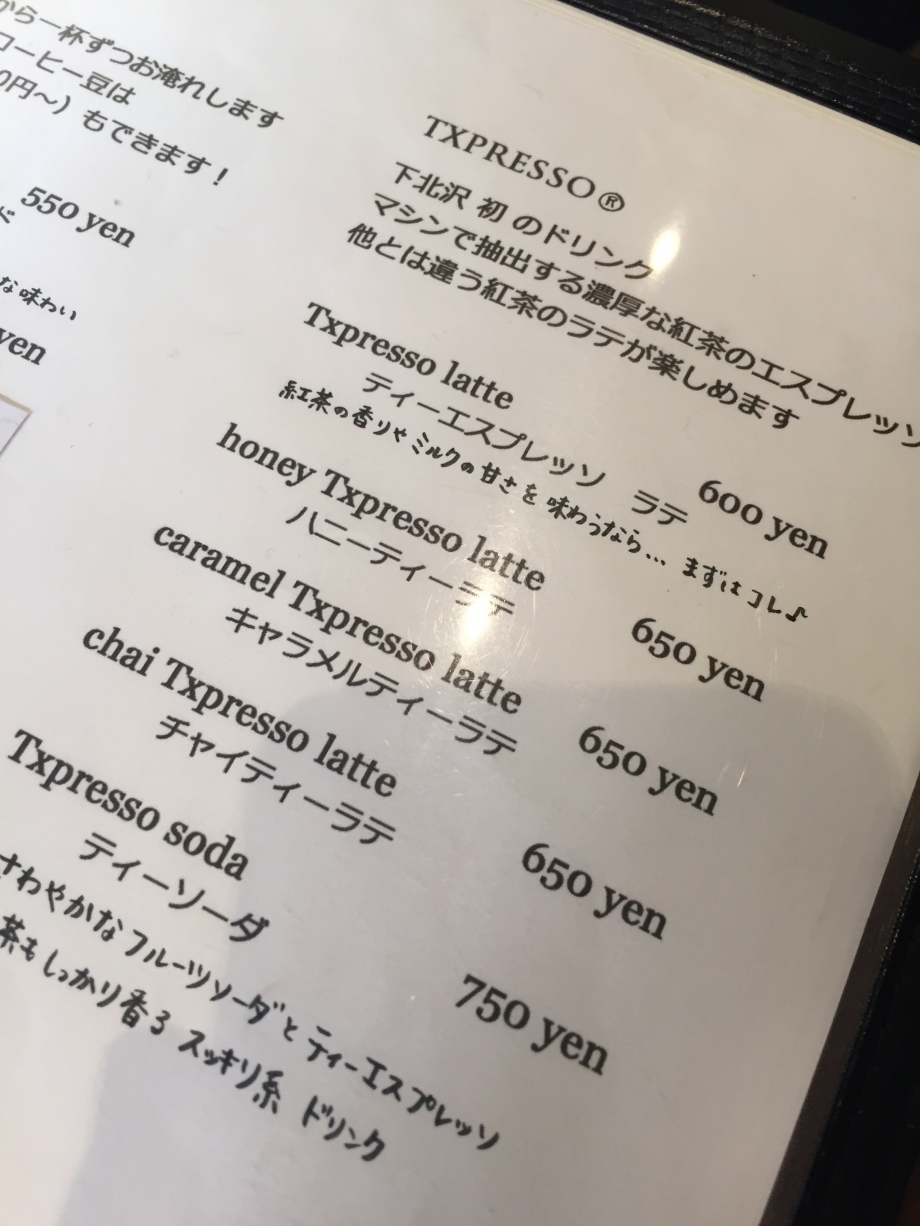 から一杯ずつお淹れします
コーヒー豆は
0円〜）もできます！
550 yen
ド
な味わい
yen
TXPRESSO®
下北沢 初 のドリンク
マシンで抽出する濃厚な紅茶のエスプレッソ
他とは違う紅茶のラテが楽しめます
Txpresso latte
ティーエスプレッソ ラテ 600 yen
紅茶の香りやミルクの甘さを味わうなら... まずはコレ♪
honey Txpresso latte
ハニーティーラテ 650 yen
caramel Txpresso latte
キャラメルティーラテ 650 yen
chai Txpresso latte
チャイティーラテ 650 yen
Txpresso soda
ティーソーダ 750 yen
さわやかなフルーツソーダとティーエスプレッソ
茶もしっかり香る スッキリ系 ドリンク